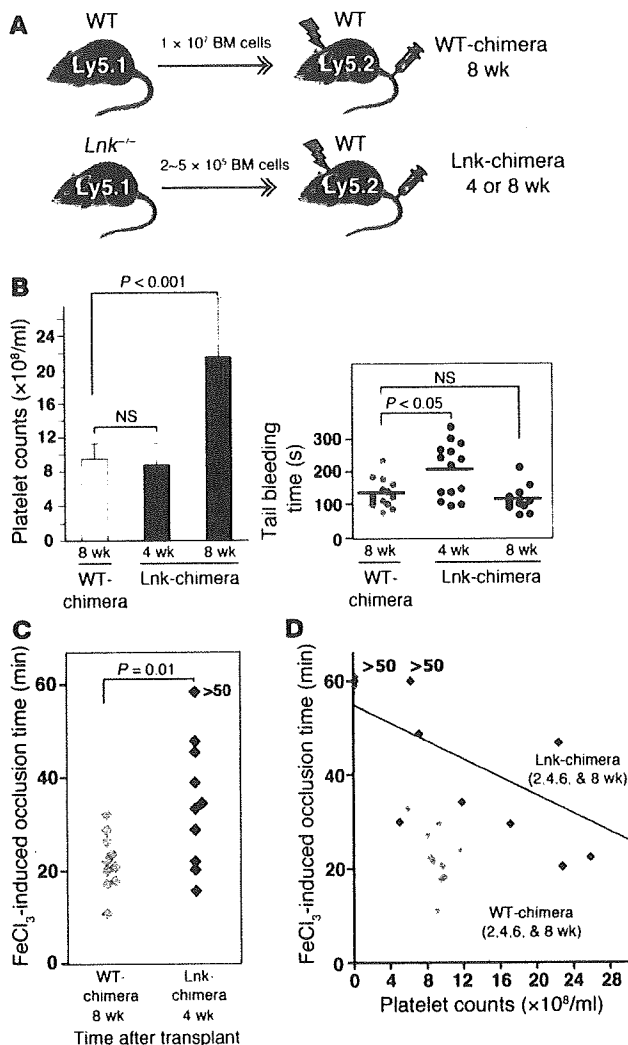 A
WT
Ly5.1
1 × 10⁷ BM cells
WT
Ly5.2
WT-chimera
8 wk
Lnk⁻/⁻
Ly5.1
2~5 × 10⁵ BM cells
WT
Ly5.2
Lnk-chimera
4 or 8 wk
B
Platelet counts (×10⁸/ml)
24
20
16
12
8
4
0
P < 0.001
NS
8 wk
4 wk
8 wk
WT-
chimera
Lnk-chimera
Tail bleeding
time (s)
300
200
100
0
NS
P < 0.05
8 wk
4 wk
8 wk
WT-
chimera
Lnk-chimera
C
FeCl₃-induced occlusion time (min)
60
40
20
0
P = 0.01
>50
WT-
chimera
8 wk
Lnk-
chimera
4 wk
Time after transplant
D
FeCl₃-induced occlusion time (min)
60
40
20
0
>50
>50
Lnk-chimera
(2,4,6, & 8 wk)
WT-chimera
(2,4,6, & 8 wk)
0
4
8
12
16
20
24
28
Platelet counts (×10⁸/ml)